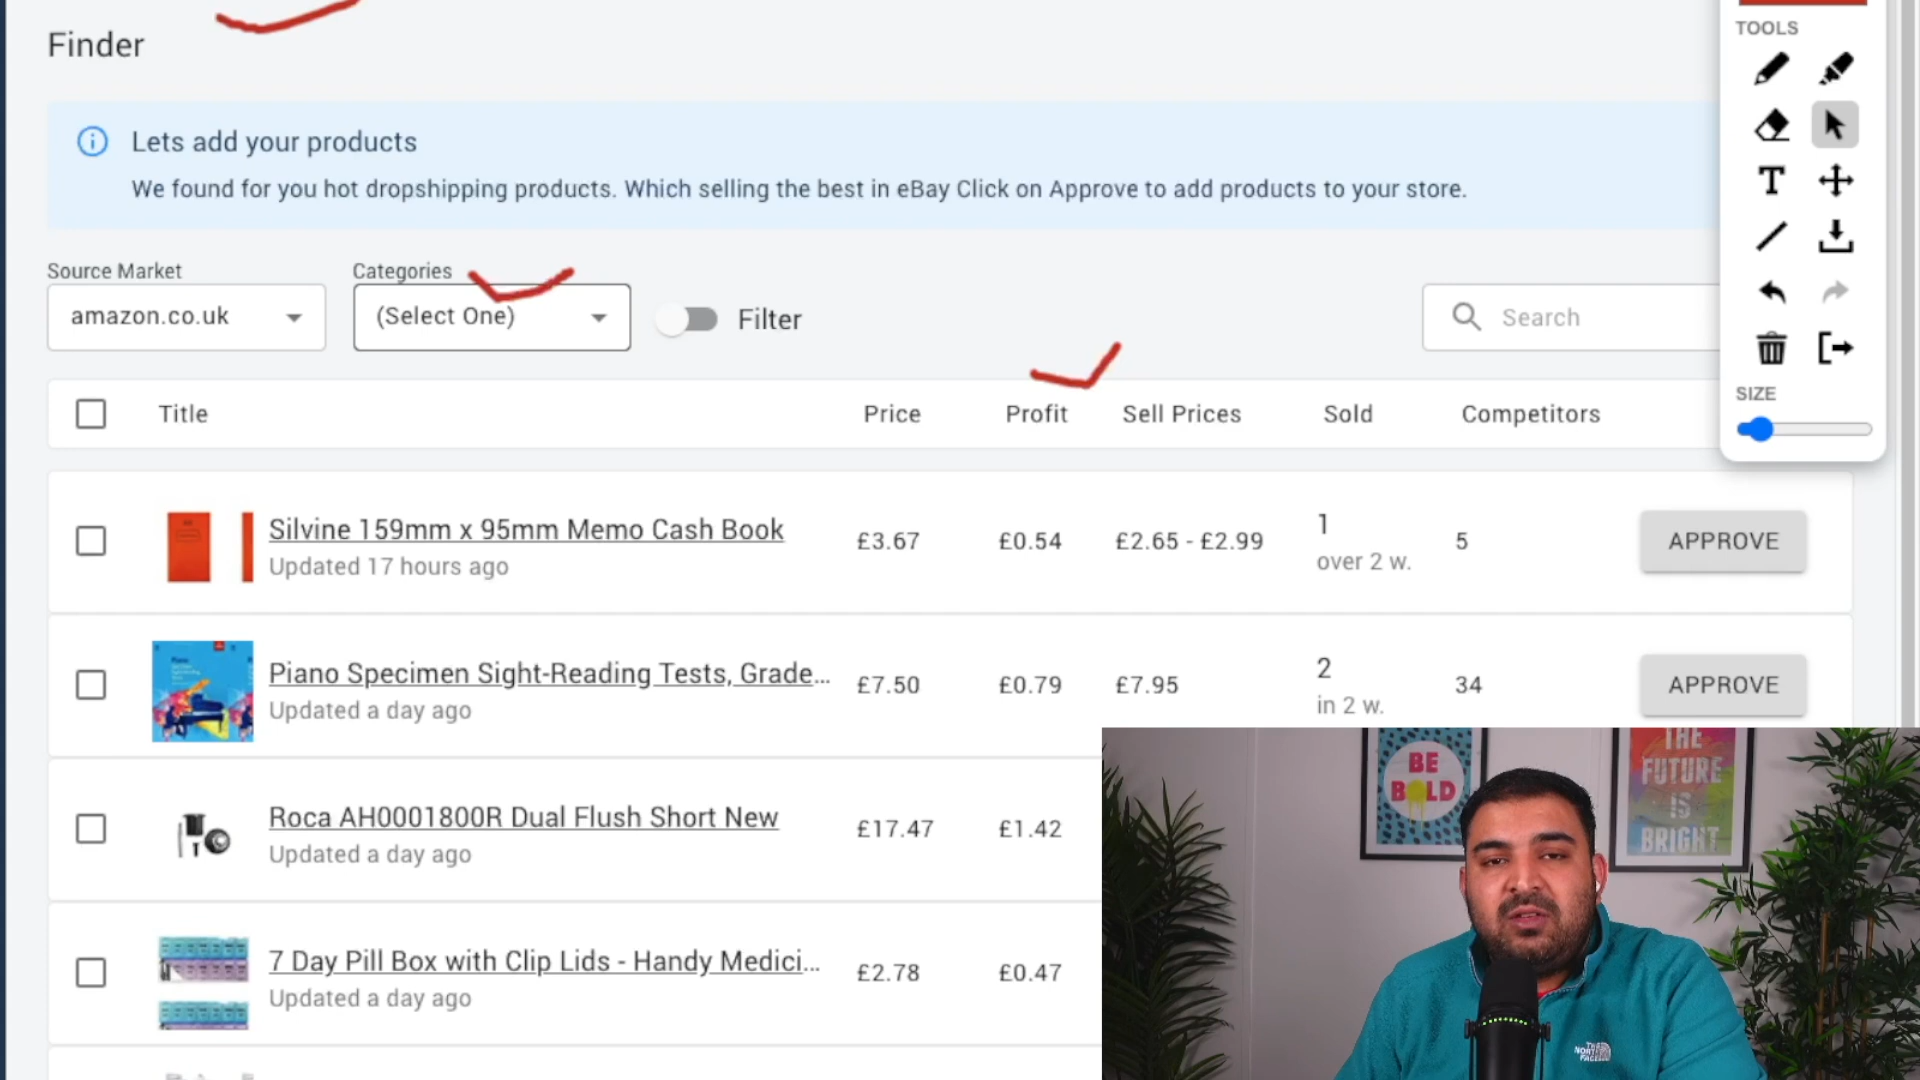 Finder
TOOLS
Lets add your products
We found for you hot dropshipping products. Which selling the best in eBay Click on Approve to add products to your store.
Source Market
Categories
amazon.co.uk
(Select One)
Filter
Search
SIZE
Title
Price
Profit
Sell Prices
Sold
Competitors
Silvine 159mm x 95mm Memo Cash Book
Updated 17 hours ago
£3.67
£0.54
£2.65 - £2.99
1
over 2 w.
5
APPROVE
Piano Specimen Sight-Reading Tests, Grade...
Updated a day ago
£7.50
£0.79
£7.95
2
in 2 w.
34
APPROVE
Roca AH0001800R Dual Flush Short New
Updated a day ago
£17.47
£1.42
7 Day Pill Box with Clip Lids - Handy Medici...
Updated a day ago
£2.78
£0.47
BE
BOLD
THE
FUTURE
IS
BRIGHT
THE
NORTH
FACE